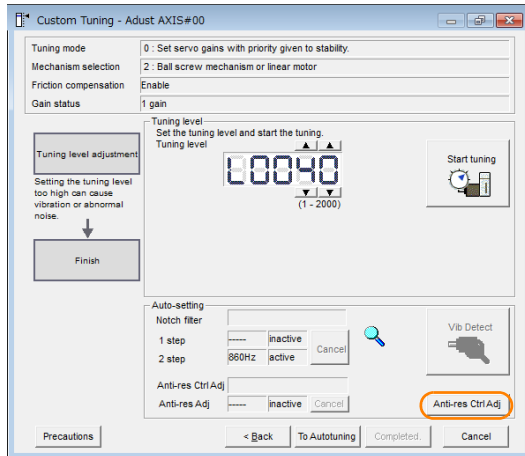 Custom Tuning - Adust AXIS#00
Tuning mode 0 : Set servo gains with priority given to stability.
Mechanism selection 2 : Ball screw mechanism or linear motor
Friction compensation Enable
Gain status 1 gain
Tuning level adjustment
Setting the tuning level
too high can cause
vibration or abnormal
noise.
Finish
Tuning level
Set the tuning level and start the tuning.
Tuning level
L0040
(1 - 2000)
Start tuning
Auto-setting
Notch filter
1 step ----- inactive
2 step 860Hz active
Cancel
Anti-res Ctrl Adj
Anti-res Adj ----- inactive Cancel
Vib Detect
Anti-res Ctrl Adj
Precautions < Back To Autotuning Completed. Cancel